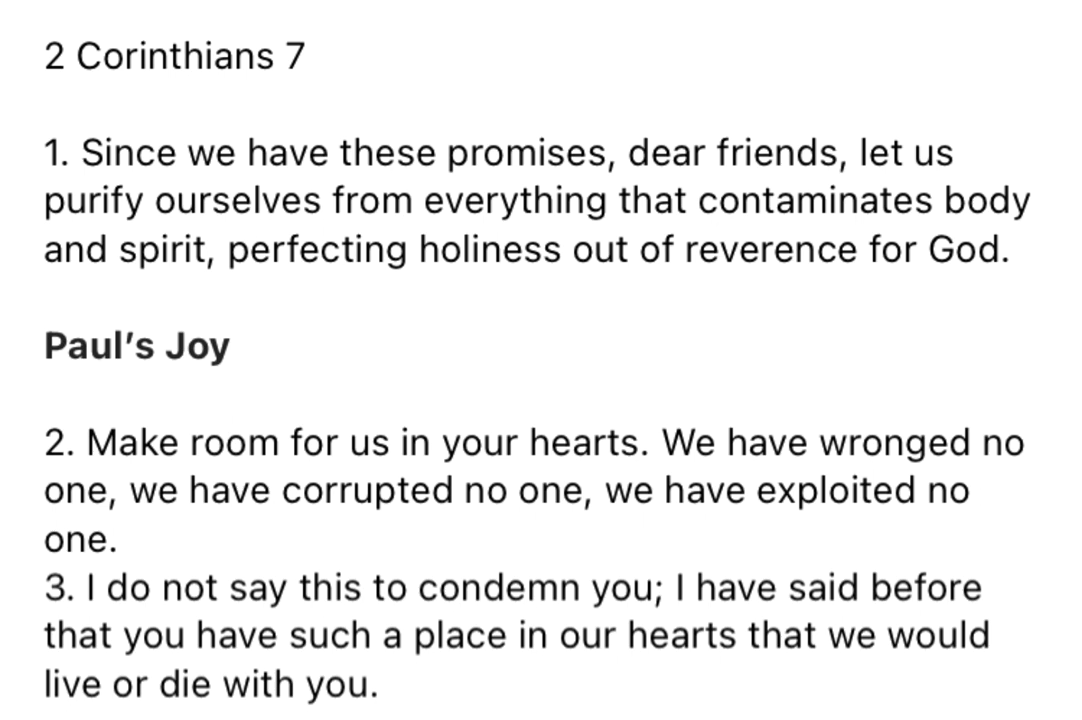 2 Corinthians 7
1. Since we have these promises, dear friends, let us
purify ourselves from everything that contaminates body
and spirit, perfecting holiness out of reverence for God.
Paul’s Joy
2. Make room for us in your hearts. We have wronged no
one, we have corrupted no one, we have exploited no
one.
3. I do not say this to condemn you; I have said before
that you have such a place in our hearts that we would
live or die with you.